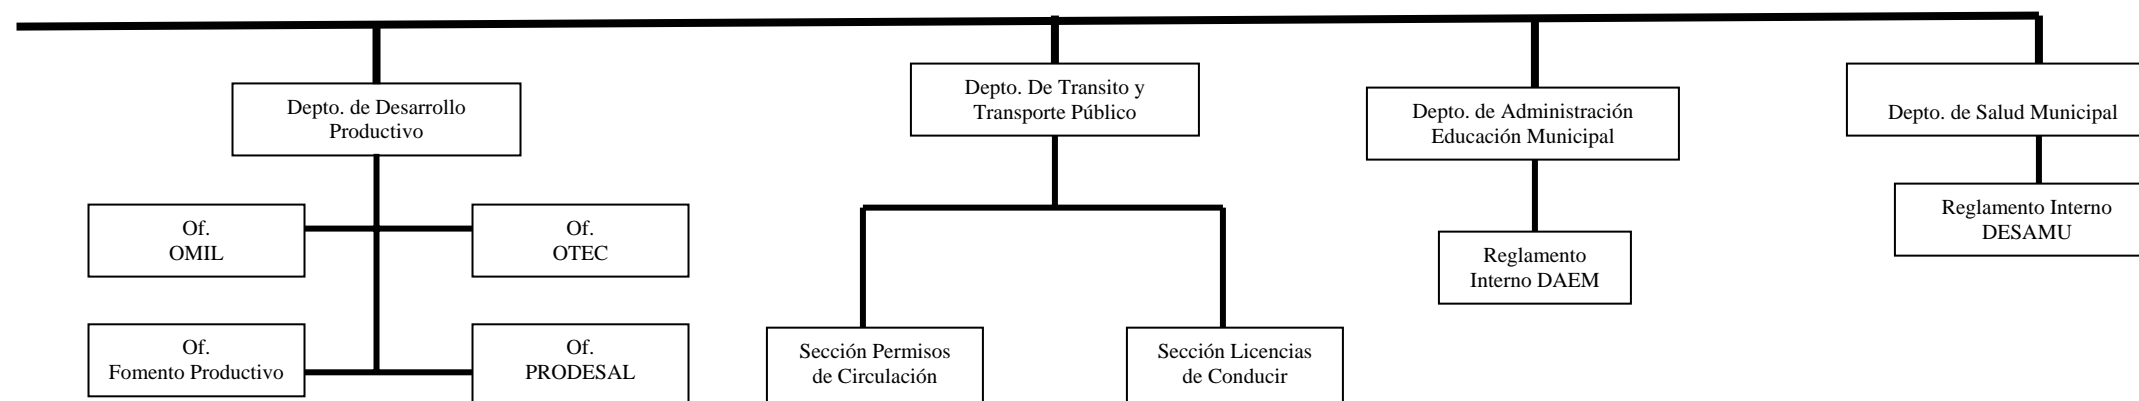 Depto. de Desarrollo
Productivo
Depto. De Transito y
Transporte Público
Depto. de Administración
Educación Municipal
Depto. de Salud Municipal
Of.
OMIL
Of.
OTEC
Reglamento
Interno DAEM
Reglamento Interno
DESAMU
Of.
Fomento Productivo
Of.
PRODESAL
Sección Permisos
de Circulación
Sección Licencias
de Conducir